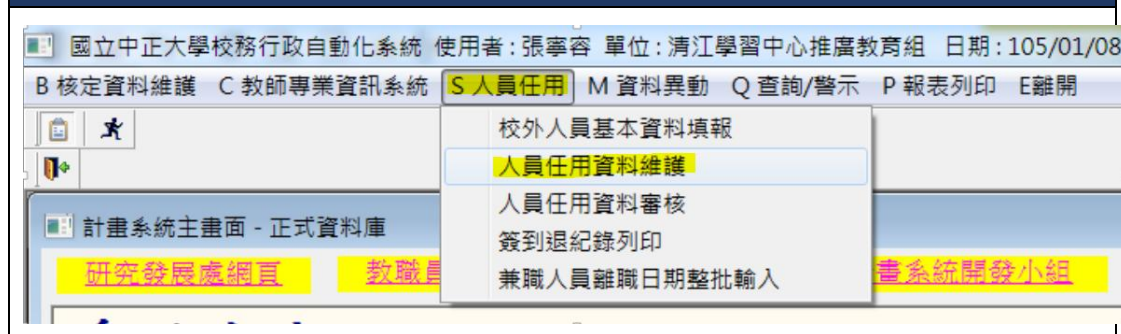 國立中正大學校務行政自動化系統 使用者:張寧容 單位:清江學習中心推廣教育組 日期:105/01/08
B 核定資料維護 C 教師專業資訊系統 S 人員任用 M 資料異動 Q 查詢/警示 P 報表列印 E離開
校外人員基本資料填報
人員任用資料維護
人員任用資料審核
簽到退紀錄列印
兼職人員離職日期整批輸入
計畫系統主畫面 - 正式資料庫
研究發展處網頁 教職員 畫系統開發小組